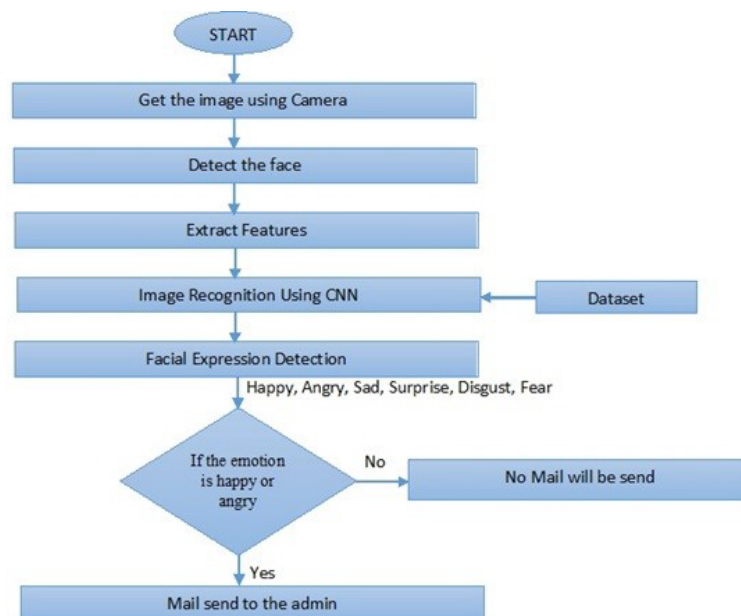 START
Get the image using Camera
Detect the face
Extract Features
Image Recognition Using CNN
Dataset
Facial Expression Detection
Happy, Angry, Sad, Surprise, Disgust, Fear
If the emotion
is happy or
angry
No
No Mail will be send
Yes
Mail send to the admin